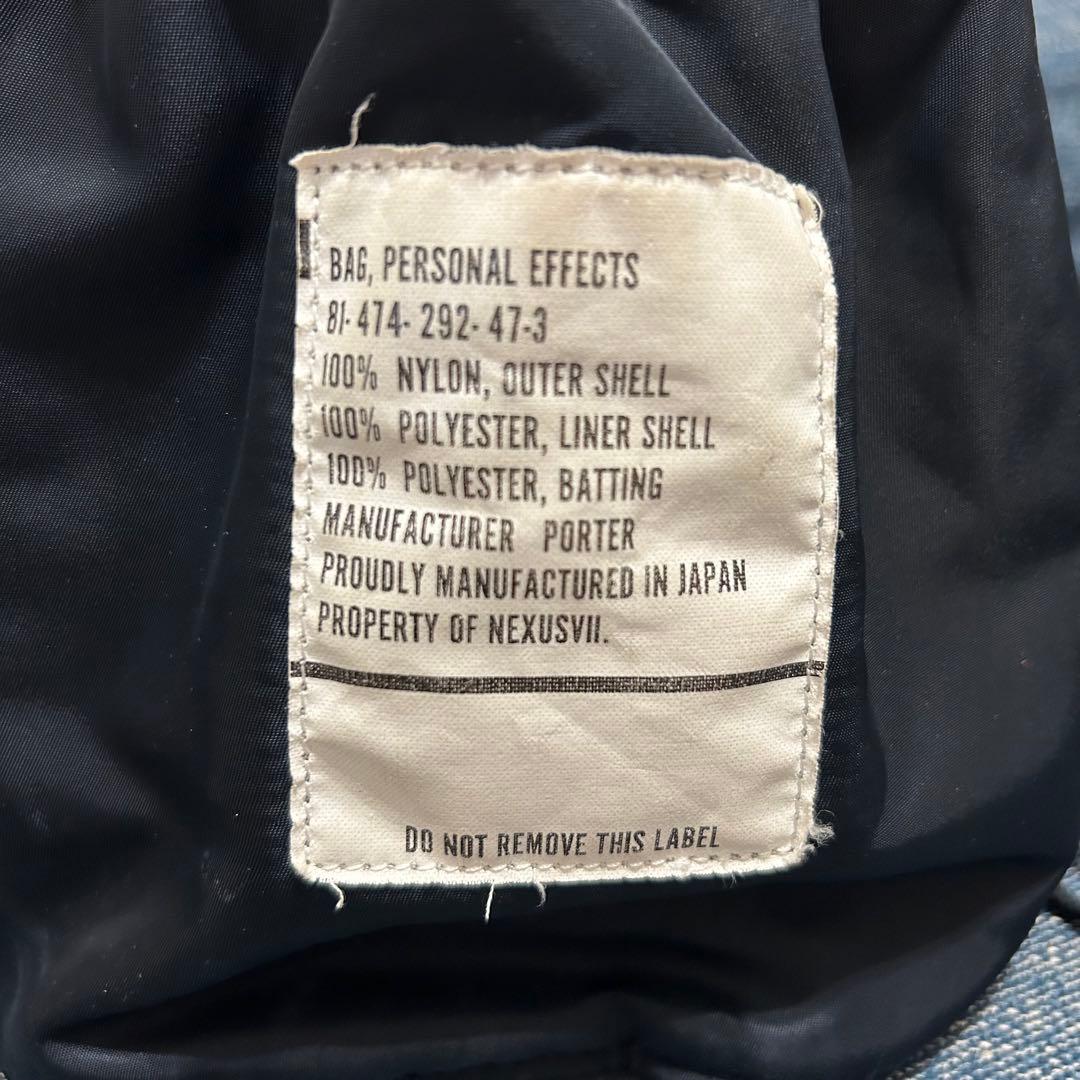 BAG, PERSONAL EFFECTS
81-474-292-47-3
100% NYLON, OUTER SHELL
100% POLYESTER, LINER SHELL
100% POLYESTER, BATTING
MANUFACTURER PORTER
PROUDLY MANUFACTURED IN JAPAN
PROPERTY OF NEXUSVII.
DO NOT REMOVE THIS LABEL